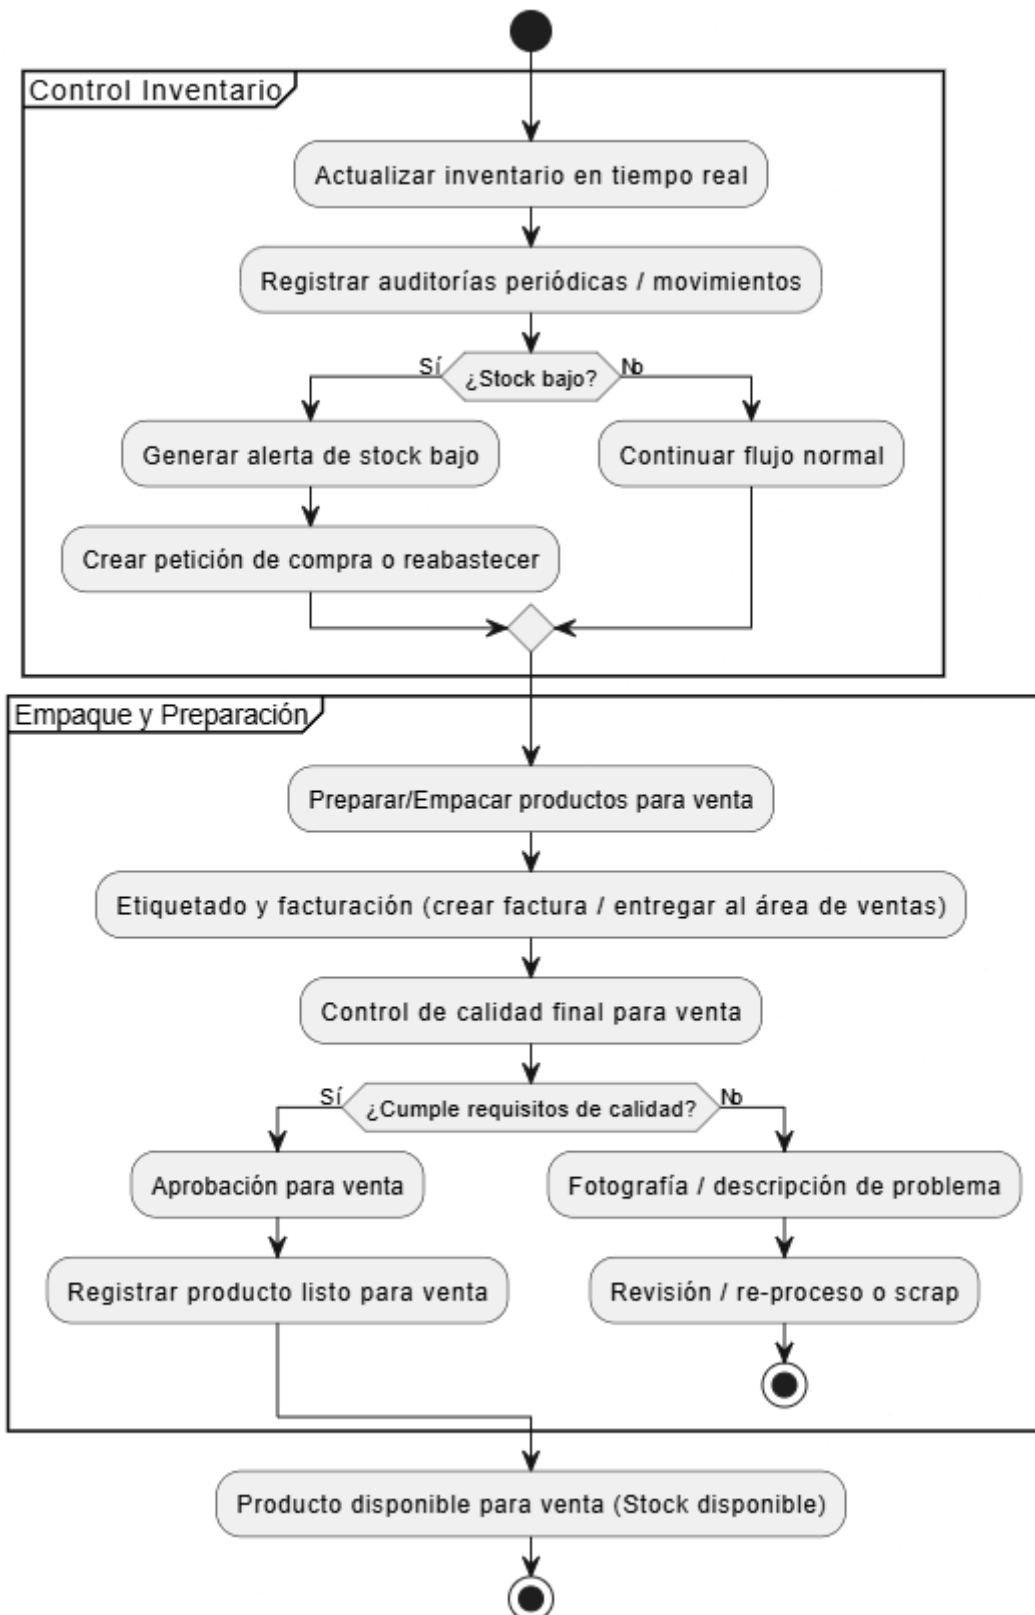 Control Inventario
Actualizar inventario en tiempo real
Registrar auditorías periódicas / movimientos
Sí
¿Stock bajo?
No
Generar alerta de stock bajo
Continuar flujo normal
Crear petición de compra o reabastecer
Empaque y Preparación
Preparar/Empacar productos para venta
Etiquetado y facturación (crear factura / entregar al área de ventas)
Control de calidad final para venta
Sí
¿Cumple requisitos de calidad?
No
Aprobación para venta
Fotografía / descripción de problema
Registrar producto listo para venta
Revisión / re-proceso o scrap
Producto disponible para venta (Stock disponible)